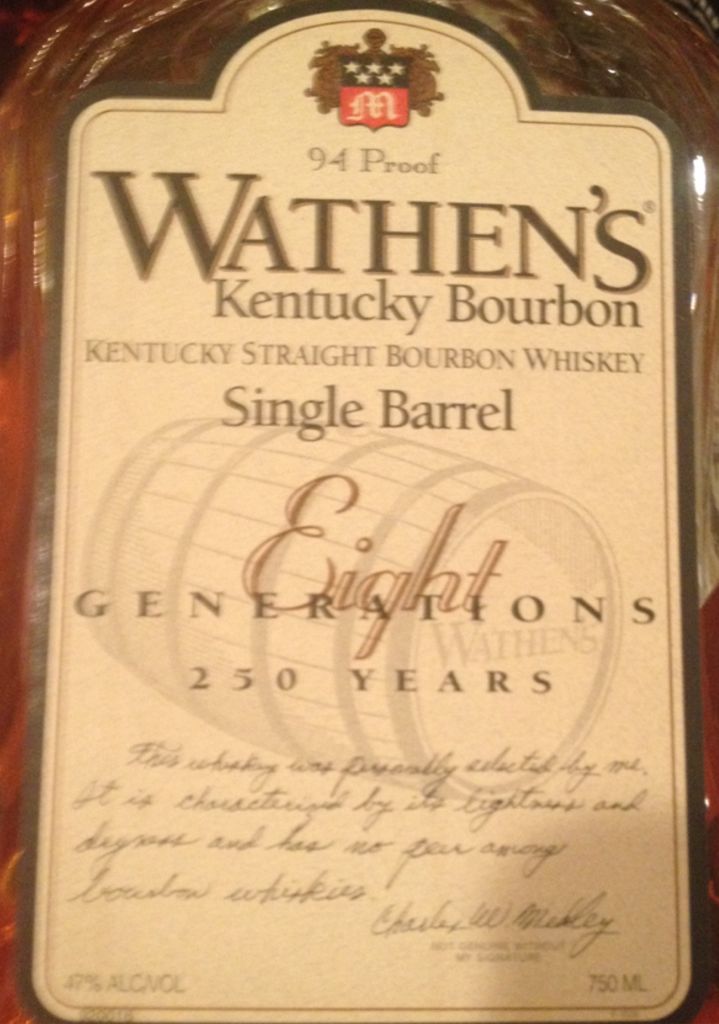 M
94 Proof
WATHEN'S®
Kentucky Bourbon
KENTUCKY STRAIGHT BOURBON WHISKEY
Single Barrel
Eight
GENERATIONS
WATHEN'S
250 YEARS
This whiskey was personally selected by me.
It is characterized by its lightness and
dryness and has no peer among
bourbon whiskies.
Charles W. Medley
NOT GENUINE WITHOUT
MY SIGNATURE
47% ALC/VOL
750 ML